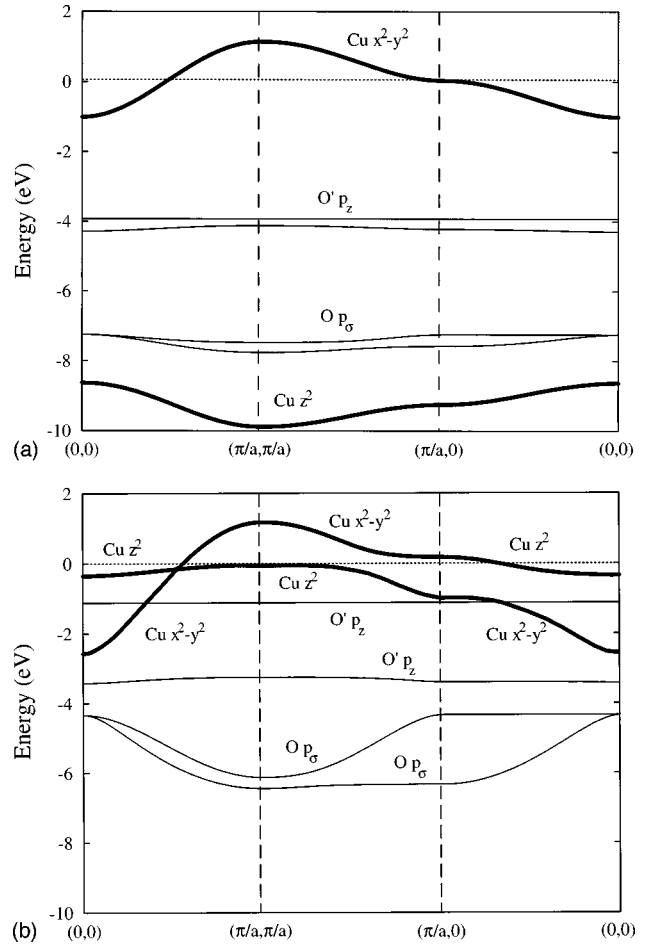 2
Cu x²-y²
0
-2
O' p_z
-4
-6
O p_σ
-8
Cu z²
-10
Energy (eV)
(a)
(0,0) (π/a,π/a) (π/a,0) (0,0)
2
Cu x²-y²
Cu z² Cu z²
0
Cu z²
O' p_z
-2
Cu x²-y² Cu x²-y²
O' p_z
-4
O p_σ O p_σ
-6
-8
-10
Energy (eV)
(b)
(0,0) (π/a,π/a) (π/a,0) (0,0)